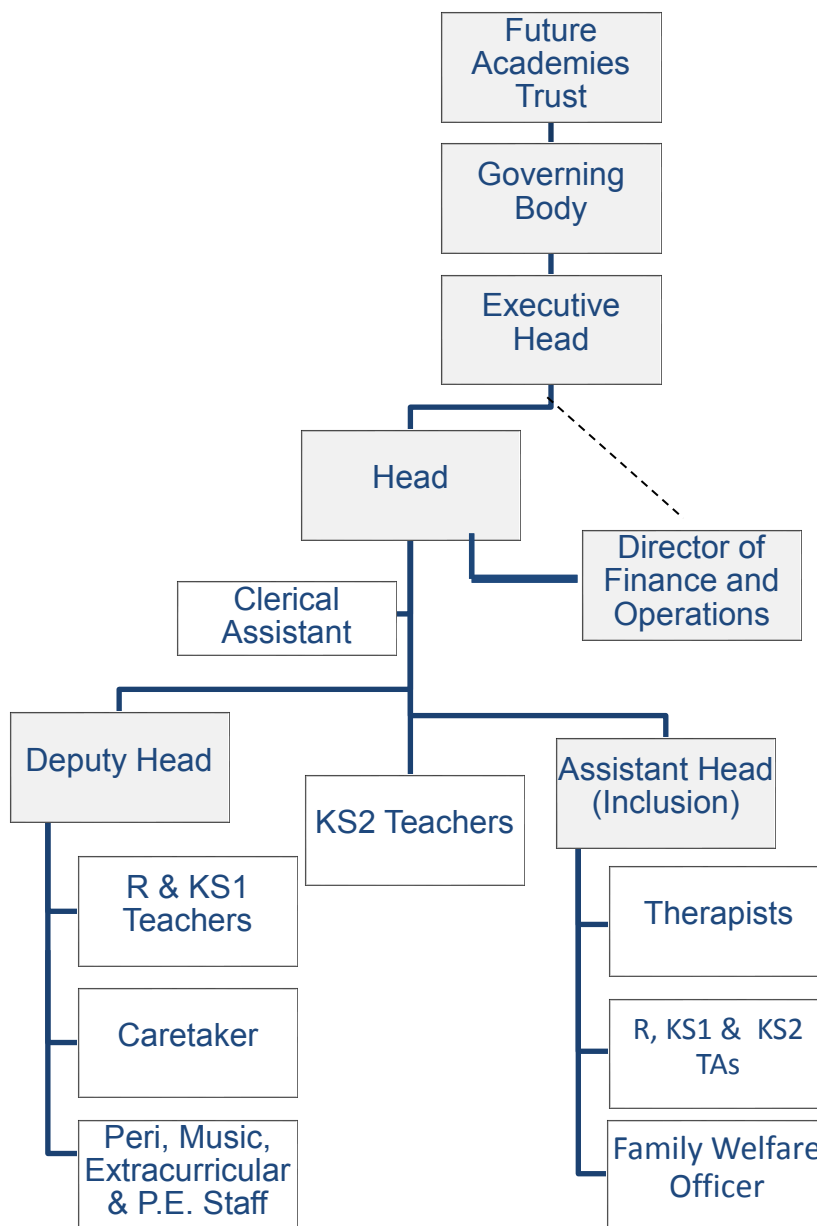 Future
Academies
Trust
Governing
Body
Executive
Head
Head
Director of
Finance and
Operations
Clerical
Assistant
Deputy Head
KS2 Teachers
Assistant Head
(Inclusion)
R & KS1
Teachers
Therapists
Caretaker
R, KS1 & KS2
TAs
Peri, Music,
Extracurricular
& P.E. Staff
Family Welfare
Officer